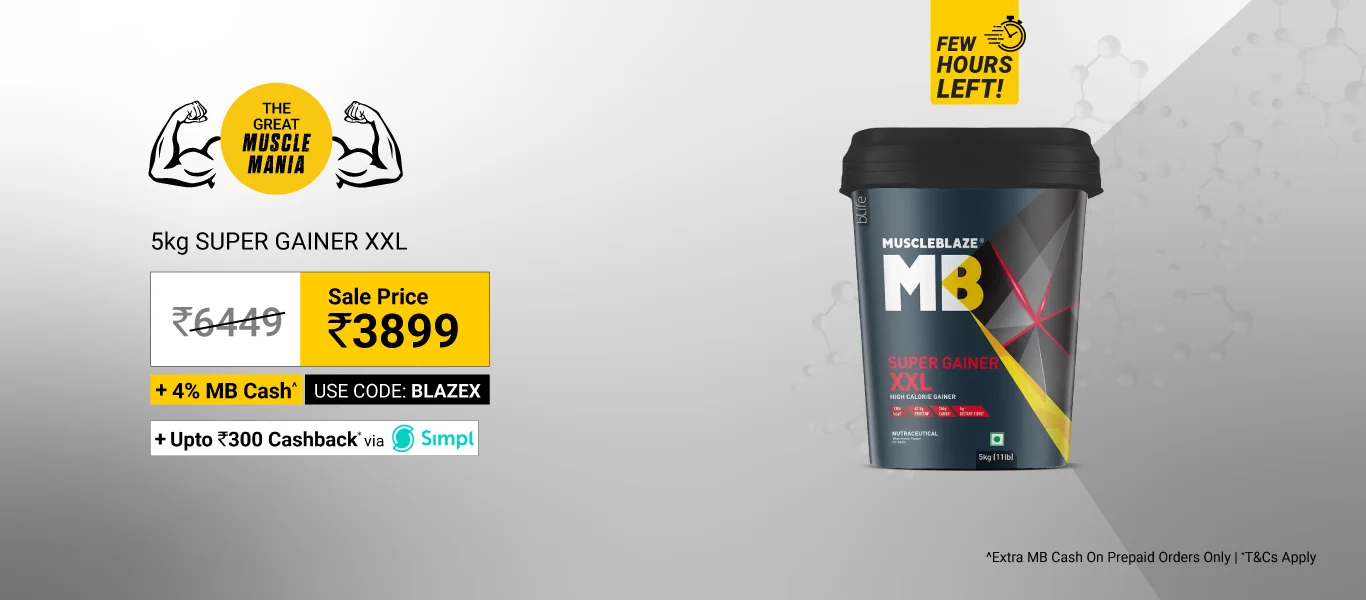 FEW
HOURS
LEFT!
THE
GREAT
MUSCLE
MANIA
5kg SUPER GAINER XXL
₹6449
Sale Price
₹3899
+ 4% MB Cash^ USE CODE: BLAZEX
+ Upto ₹300 Cashback* via Simpl
bLife
MUSCLEBLAZE®
MB
SUPER GAINER
XXL
HIGH CALORIE GAINER
NUTRACEUTICAL
5kg (11lb)
^Extra MB Cash On Prepaid Orders Only | *T&Cs Apply